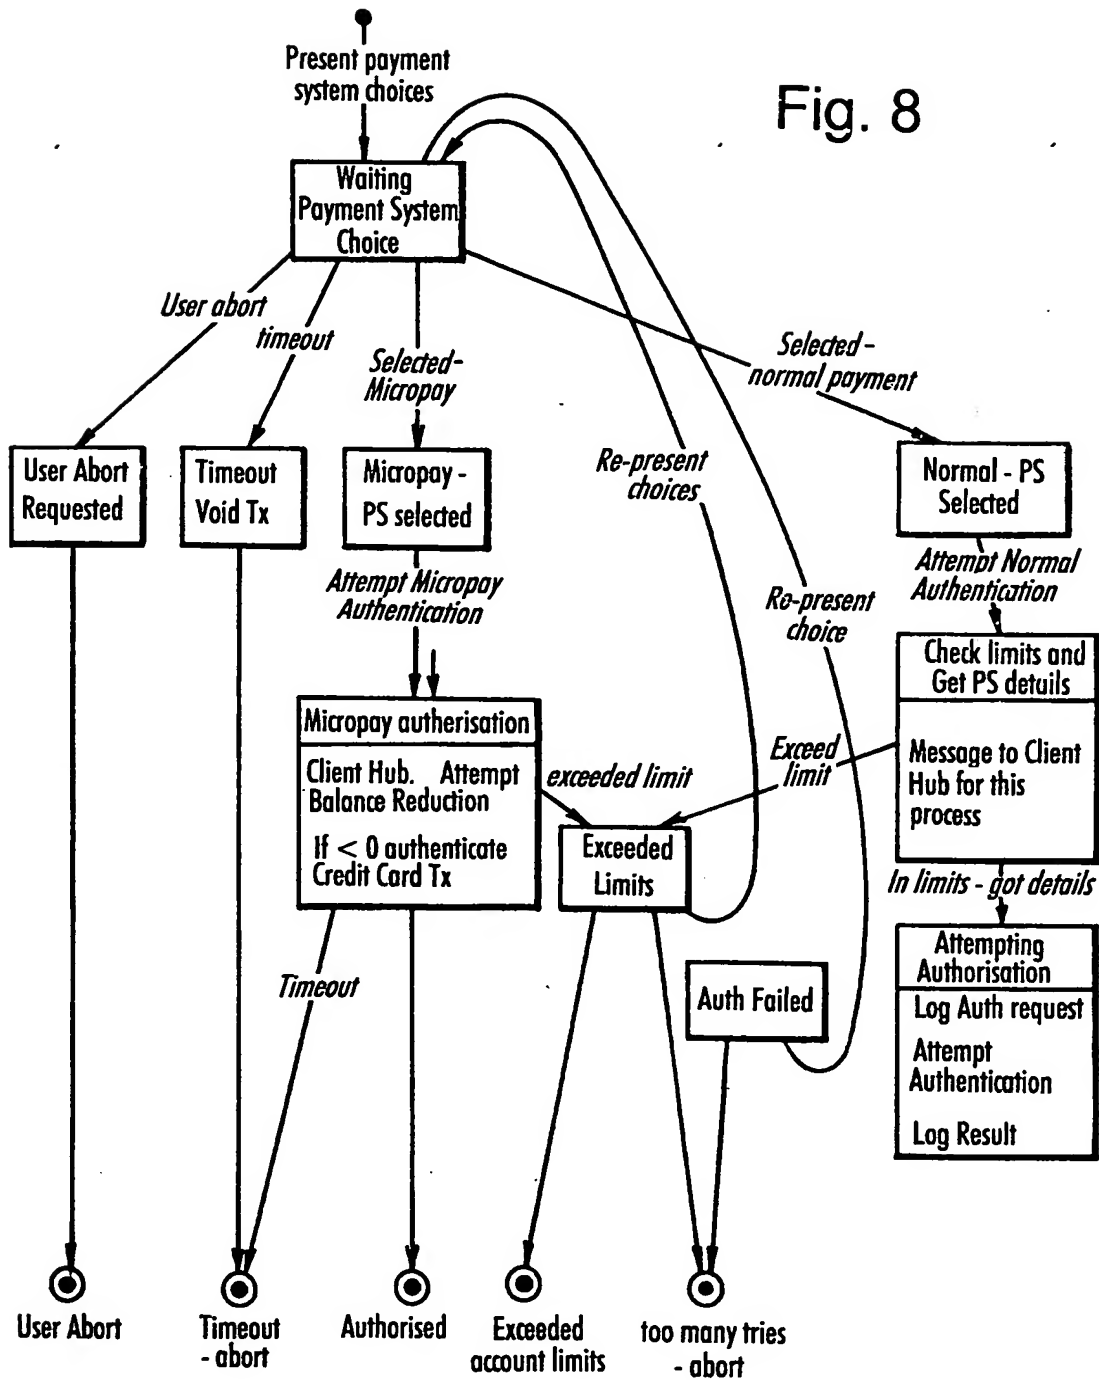 Present payment
system choices
Fig. 8
Waiting
Payment System
Choice
User abort
timeout
Selected-
Micropay
Selected-
normal payment
User Abort
Requested
Timeout
Void Tx
Micropay -
PS selected
Re-present
choices
Normal - PS
Selected
Attempt Micropay
Authentication
Attempt Normal
Authentication
Re-present
choice
Check limits and
Get PS details
Message to Client
Hub for this
process
Micropay autherisation
Client Hub. Attempt
Balance Reduction
If < 0 authenticate
Credit Card Tx
exceeded limit
Exceed
limit
Exceeded
Limits
In limits - got details
Attempting
Authorisation
Log Auth request
Attempt
Authentication
Log Result
Timeout
Auth Failed
User Abort
Timeout
- abort
Authorised
Exceeded
account limits
too many tries
- abort